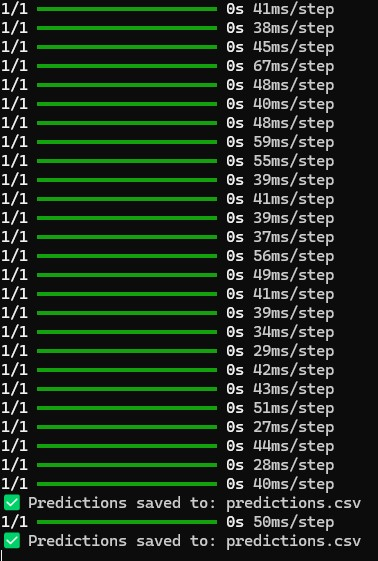 1/1 ━━━━━━━━━━━━━━━━━━━━ 0s 41ms/step
1/1 ━━━━━━━━━━━━━━━━━━━━ 0s 38ms/step
1/1 ━━━━━━━━━━━━━━━━━━━━ 0s 45ms/step
1/1 ━━━━━━━━━━━━━━━━━━━━ 0s 67ms/step
1/1 ━━━━━━━━━━━━━━━━━━━━ 0s 48ms/step
1/1 ━━━━━━━━━━━━━━━━━━━━ 0s 40ms/step
1/1 ━━━━━━━━━━━━━━━━━━━━ 0s 48ms/step
1/1 ━━━━━━━━━━━━━━━━━━━━ 0s 59ms/step
1/1 ━━━━━━━━━━━━━━━━━━━━ 0s 55ms/step
1/1 ━━━━━━━━━━━━━━━━━━━━ 0s 39ms/step
1/1 ━━━━━━━━━━━━━━━━━━━━ 0s 41ms/step
1/1 ━━━━━━━━━━━━━━━━━━━━ 0s 39ms/step
1/1 ━━━━━━━━━━━━━━━━━━━━ 0s 37ms/step
1/1 ━━━━━━━━━━━━━━━━━━━━ 0s 56ms/step
1/1 ━━━━━━━━━━━━━━━━━━━━ 0s 49ms/step
1/1 ━━━━━━━━━━━━━━━━━━━━ 0s 41ms/step
1/1 ━━━━━━━━━━━━━━━━━━━━ 0s 39ms/step
1/1 ━━━━━━━━━━━━━━━━━━━━ 0s 34ms/step
1/1 ━━━━━━━━━━━━━━━━━━━━ 0s 29ms/step
1/1 ━━━━━━━━━━━━━━━━━━━━ 0s 42ms/step
1/1 ━━━━━━━━━━━━━━━━━━━━ 0s 43ms/step
1/1 ━━━━━━━━━━━━━━━━━━━━ 0s 51ms/step
1/1 ━━━━━━━━━━━━━━━━━━━━ 0s 27ms/step
1/1 ━━━━━━━━━━━━━━━━━━━━ 0s 44ms/step
1/1 ━━━━━━━━━━━━━━━━━━━━ 0s 28ms/step
1/1 ━━━━━━━━━━━━━━━━━━━━ 0s 40ms/step
✅ Predictions saved to: predictions.csv
1/1 ━━━━━━━━━━━━━━━━━━━━ 0s 50ms/step
✅ Predictions saved to: predictions.csv